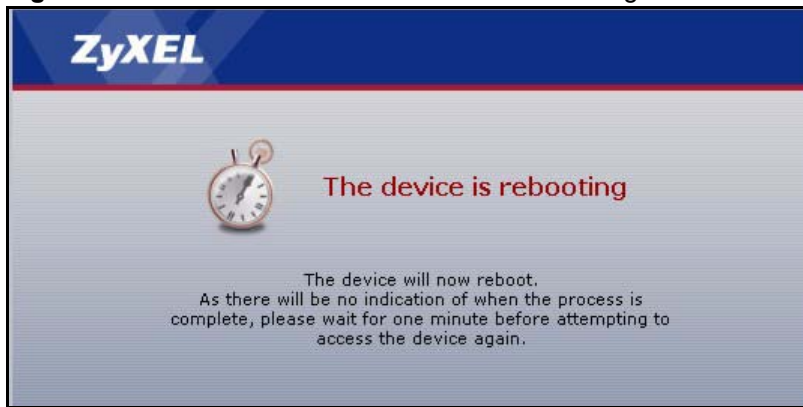 ZyXEL
The device is rebooting
The device will now reboot.
As there will be no indication of when the process is
complete, please wait for one minute before attempting to
access the device again.